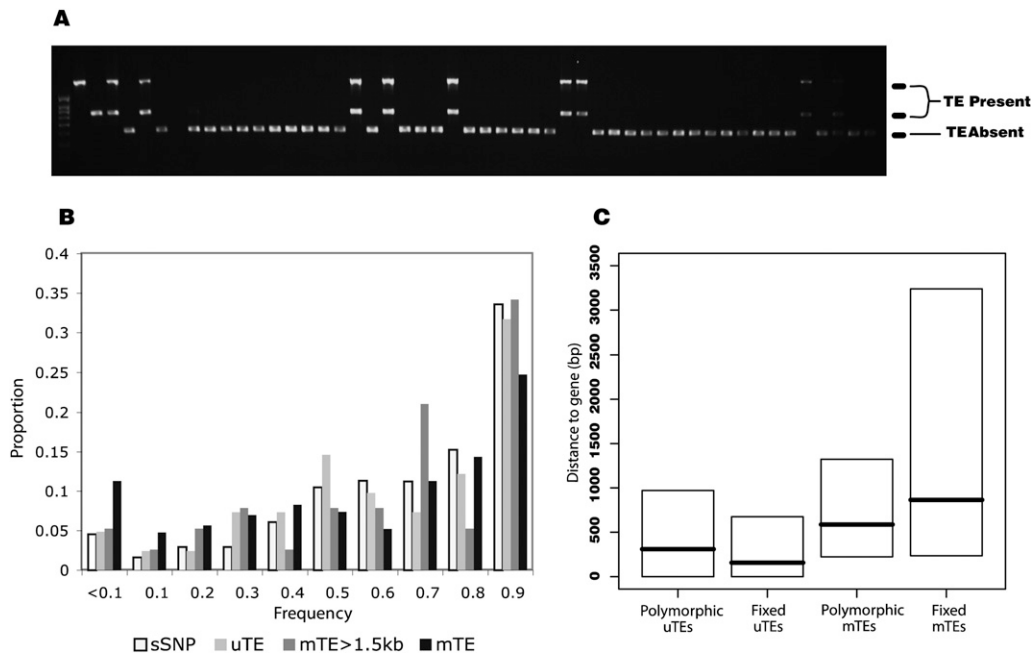 A
TE Present
TEAbsent
B
0.4
0.35
0.3
0.25
0.2
0.15
0.1
0.05
0
Proportion
<0.1 0.1 0.2 0.3 0.4 0.5 0.6 0.7 0.8 0.9
Frequency
sSNP uTE mTE>1.5kb mTE
C
3500
3000
2500
2000
1500
1000
500
0
Distance to gene (bp)
Polymorphic Fixed Polymorphic Fixed
uTEs uTEs mTEs mTEs